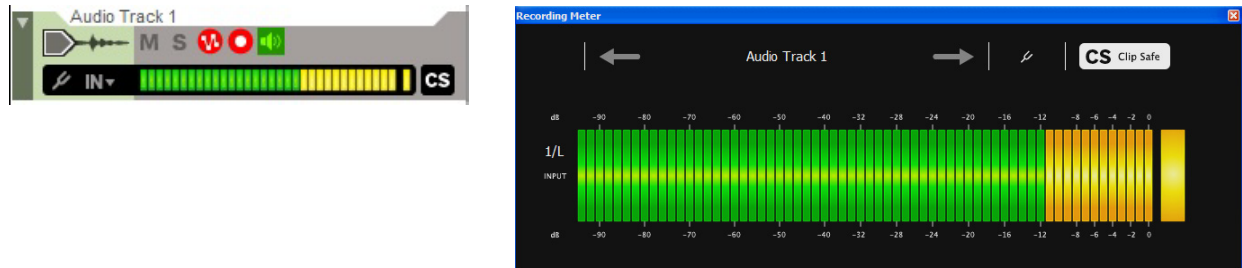 Audio Track 1
M S
IN
CS
Recording Meter
Audio Track 1
CS Clip Safe
dB -90 -80 -70 -60 -50 -40 -32 -28 -24 -20 -16 -12 -8 -6 -4 -2 0
1/L
INPUT
dB -90 -80 -70 -60 -50 -40 -32 -28 -24 -20 -16 -12 -8 -6 -4 -2 0